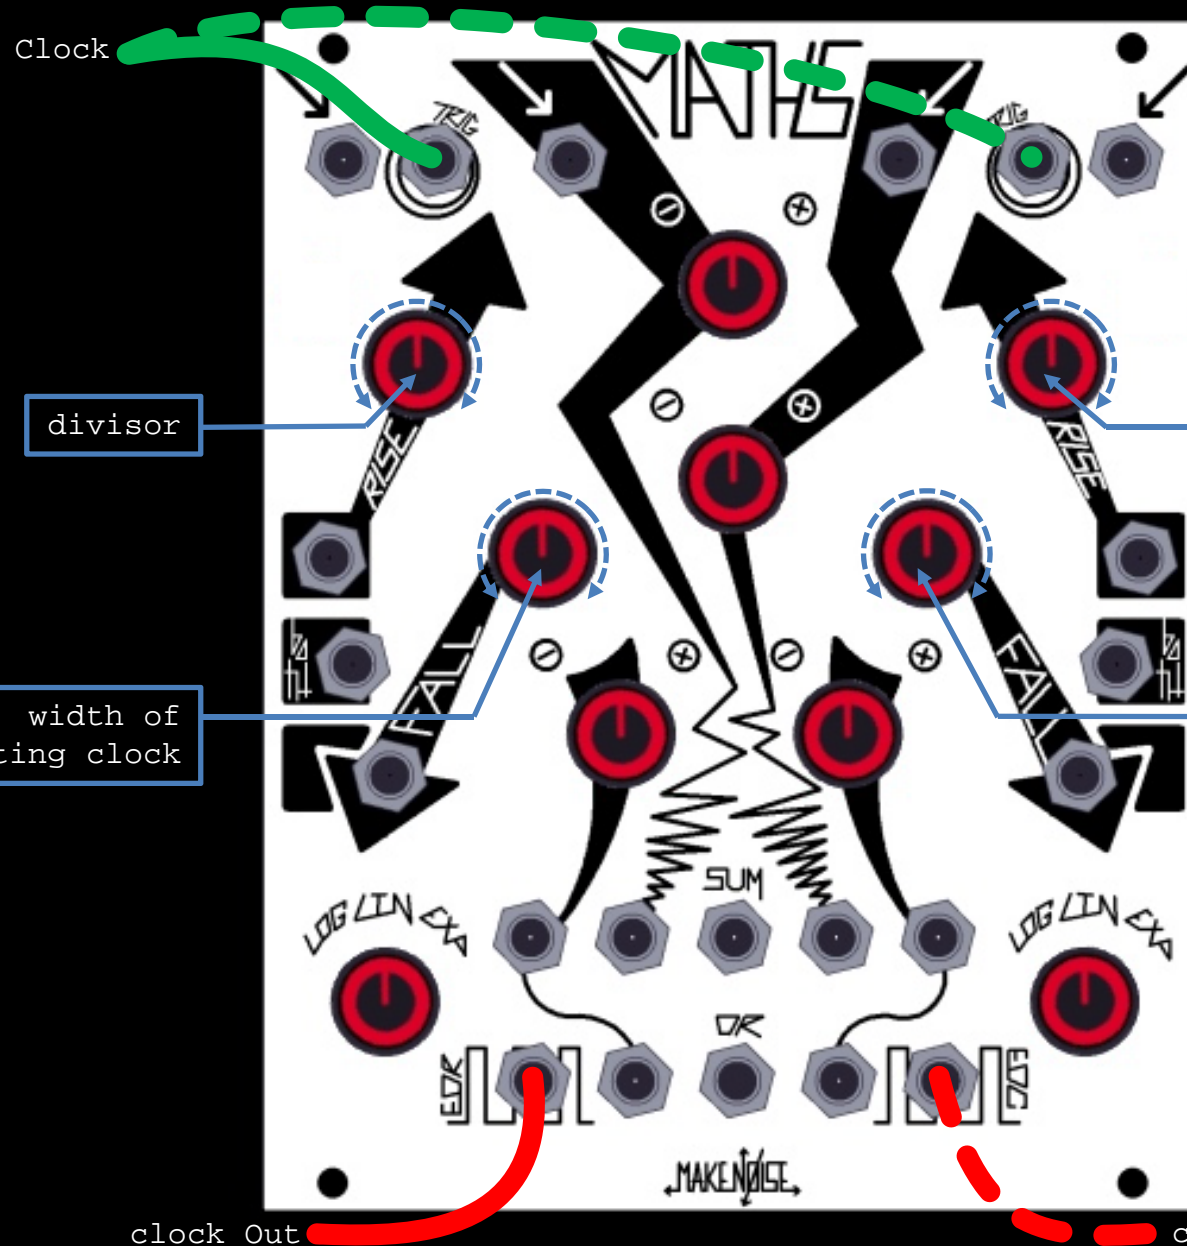 Clock
MATHS
TRIG
TRIG
divisor
RISE
RISE
width of
ting clock
FALL
FALL
SUM
LOG LIN EXP
LOG LIN EXP
OR
EOR
EOC
MAKENOISE
clock Out
c